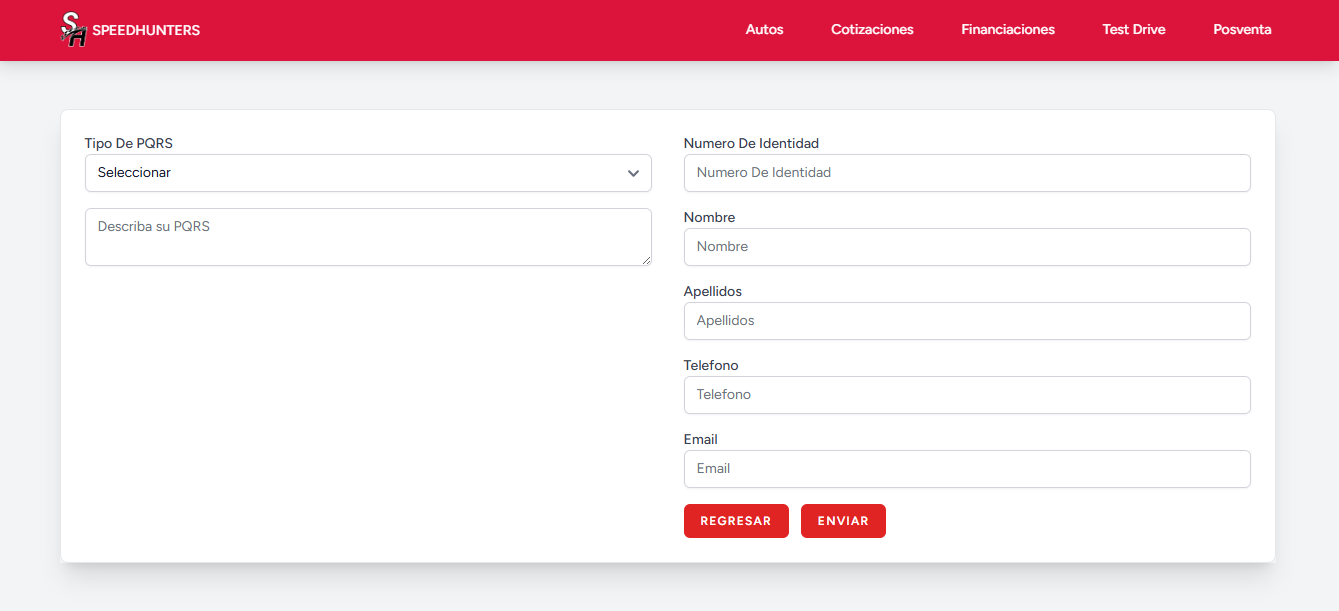 SH SPEEDHUNTERS
Autos Cotizaciones Financiaciones Test Drive Posventa
Tipo De PQRS
Seleccionar
Describa su PQRS
Numero De Identidad
Numero De Identidad
Nombre
Nombre
Apellidos
Apellidos
Telefono
Telefono
Email
Email
REGRESAR ENVIAR